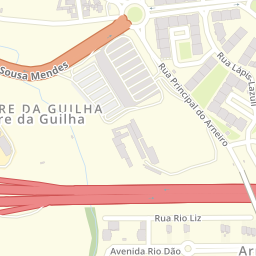 Sousa Mendes
Rua Principal do Arneiro
Rua Lápis-Lazúli
RE DA GUILHA
re da Guilha
Rua Rio Liz
Avenida Rio Dão
Ar